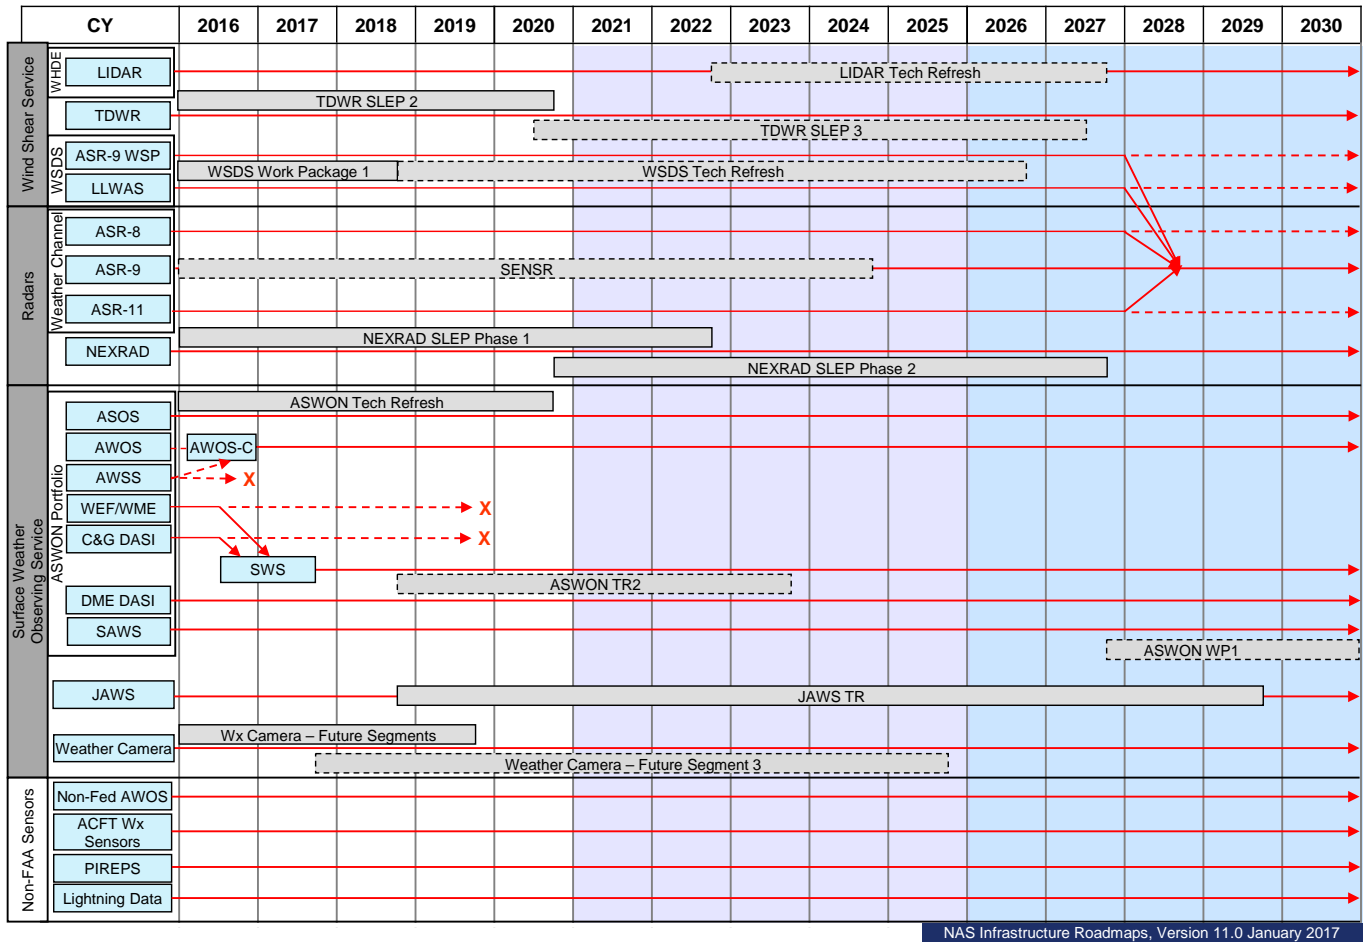 CY 2016 2017 2018 2019 2020 2021 2022 2023 2024 2025 2026 2027 2028 2029 2030
Wind Shear Service
WHDE
LIDAR
LIDAR Tech Refresh
TDWR SLEP 2
TDWR
TDWR SLEP 3
WSDS
ASR-9 WSP
WSDS Work Package 1
WSDS Tech Refresh
LLWAS
Radars
Weather Channel
ASR-8
ASR-9
SENSR
ASR-11
NEXRAD SLEP Phase 1
NEXRAD
NEXRAD SLEP Phase 2
Surface Weather
Observing Service
ASWON Portfolio
ASWON Tech Refresh
ASOS
AWOS
AWOS-C
AWSS
X
WEF/WME
X
C&G DASI
X
SWS
ASWON TR2
DME DASI
SAWS
ASWON WP1
JAWS
JAWS TR
Wx Camera – Future Segments
Weather Camera
Weather Camera – Future Segment 3
Non-FAA Sensors
Non-Fed AWOS
ACFT Wx
Sensors
PIREPS
Lightning Data
NAS Infrastructure Roadmaps, Version 11.0 January 2017